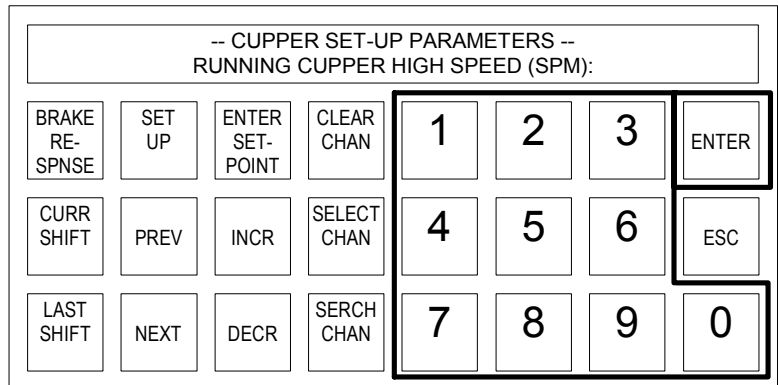 -- CUPPER SET-UP PARAMETERS --
RUNNING CUPPER HIGH SPEED (SPM):
BRAKE
RE-
SPNSE
SET
UP
ENTER
SET-
POINT
CLEAR
CHAN
1
2
3
ENTER
CURR
SHIFT
PREV
INCR
SELECT
CHAN
4
5
6
ESC
LAST
SHIFT
NEXT
DECR
SERCH
CHAN
7
8
9
0